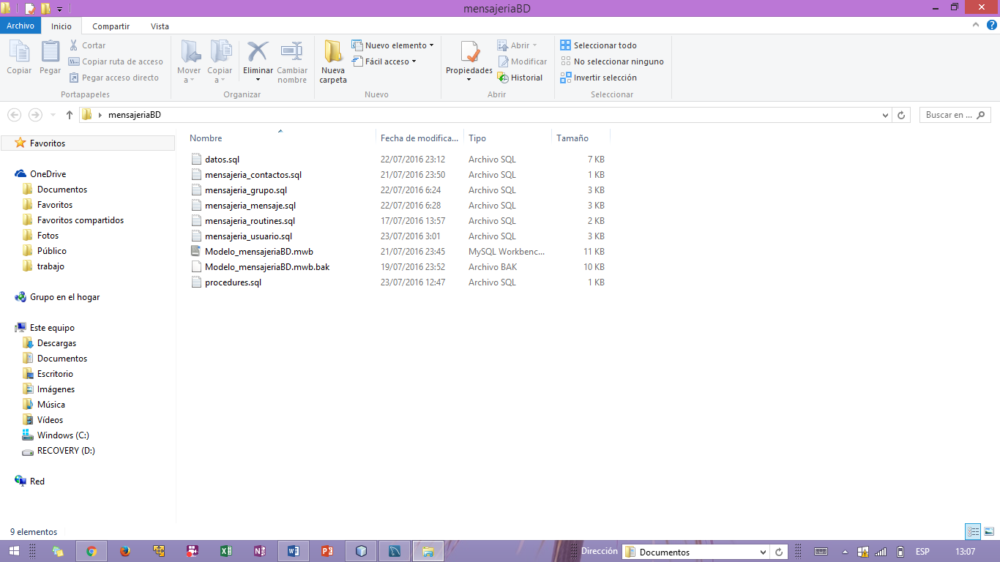 mensajeriaBD
Archivo Inicio Compartir Vista
Copiar
Pegar
Cortar
Copiar ruta de acceso
Pegar acceso directo
Portapapeles
Mover a
Copiar a
Eliminar
Cambiar nombre
Organizar
Nueva carpeta
Nuevo elemento
Fácil acceso
Nuevo
Propiedades
Abrir
Modificar
Historial
Abrir
Seleccionar todo
No seleccionar ninguno
Invertir selección
Seleccionar
mensajeriaBD
Buscar en ...
Favoritos
OneDrive
Documentos
Favoritos
Favoritos compartidos
Fotos
Público
trabajo
Grupo en el hogar
Este equipo
Descargas
Documentos
Escritorio
Imágenes
Música
Vídeos
Windows (C:)
RECOVERY (D:)
Red
Nombre Fecha de modifica... Tipo Tamaño
datos.sql 22/07/2016 23:12 Archivo SQL 7 KB
mensajeria_contactos.sql 21/07/2016 23:50 Archivo SQL 1 KB
mensajeria_grupo.sql 22/07/2016 6:24 Archivo SQL 3 KB
mensajeria_mensaje.sql 22/07/2016 6:28 Archivo SQL 3 KB
mensajeria_routines.sql 17/07/2016 13:57 Archivo SQL 2 KB
mensajeria_usuario.sql 23/07/2016 3:01 Archivo SQL 3 KB
Modelo_mensajeriaBD.mwb 21/07/2016 23:45 MySQL Workbenc... 11 KB
Modelo_mensajeriaBD.mwb.bak 19/07/2016 23:52 Archivo BAK 10 KB
procedures.sql 23/07/2016 12:47 Archivo SQL 1 KB
9 elementos
Dirección Documentos ESP 13:07